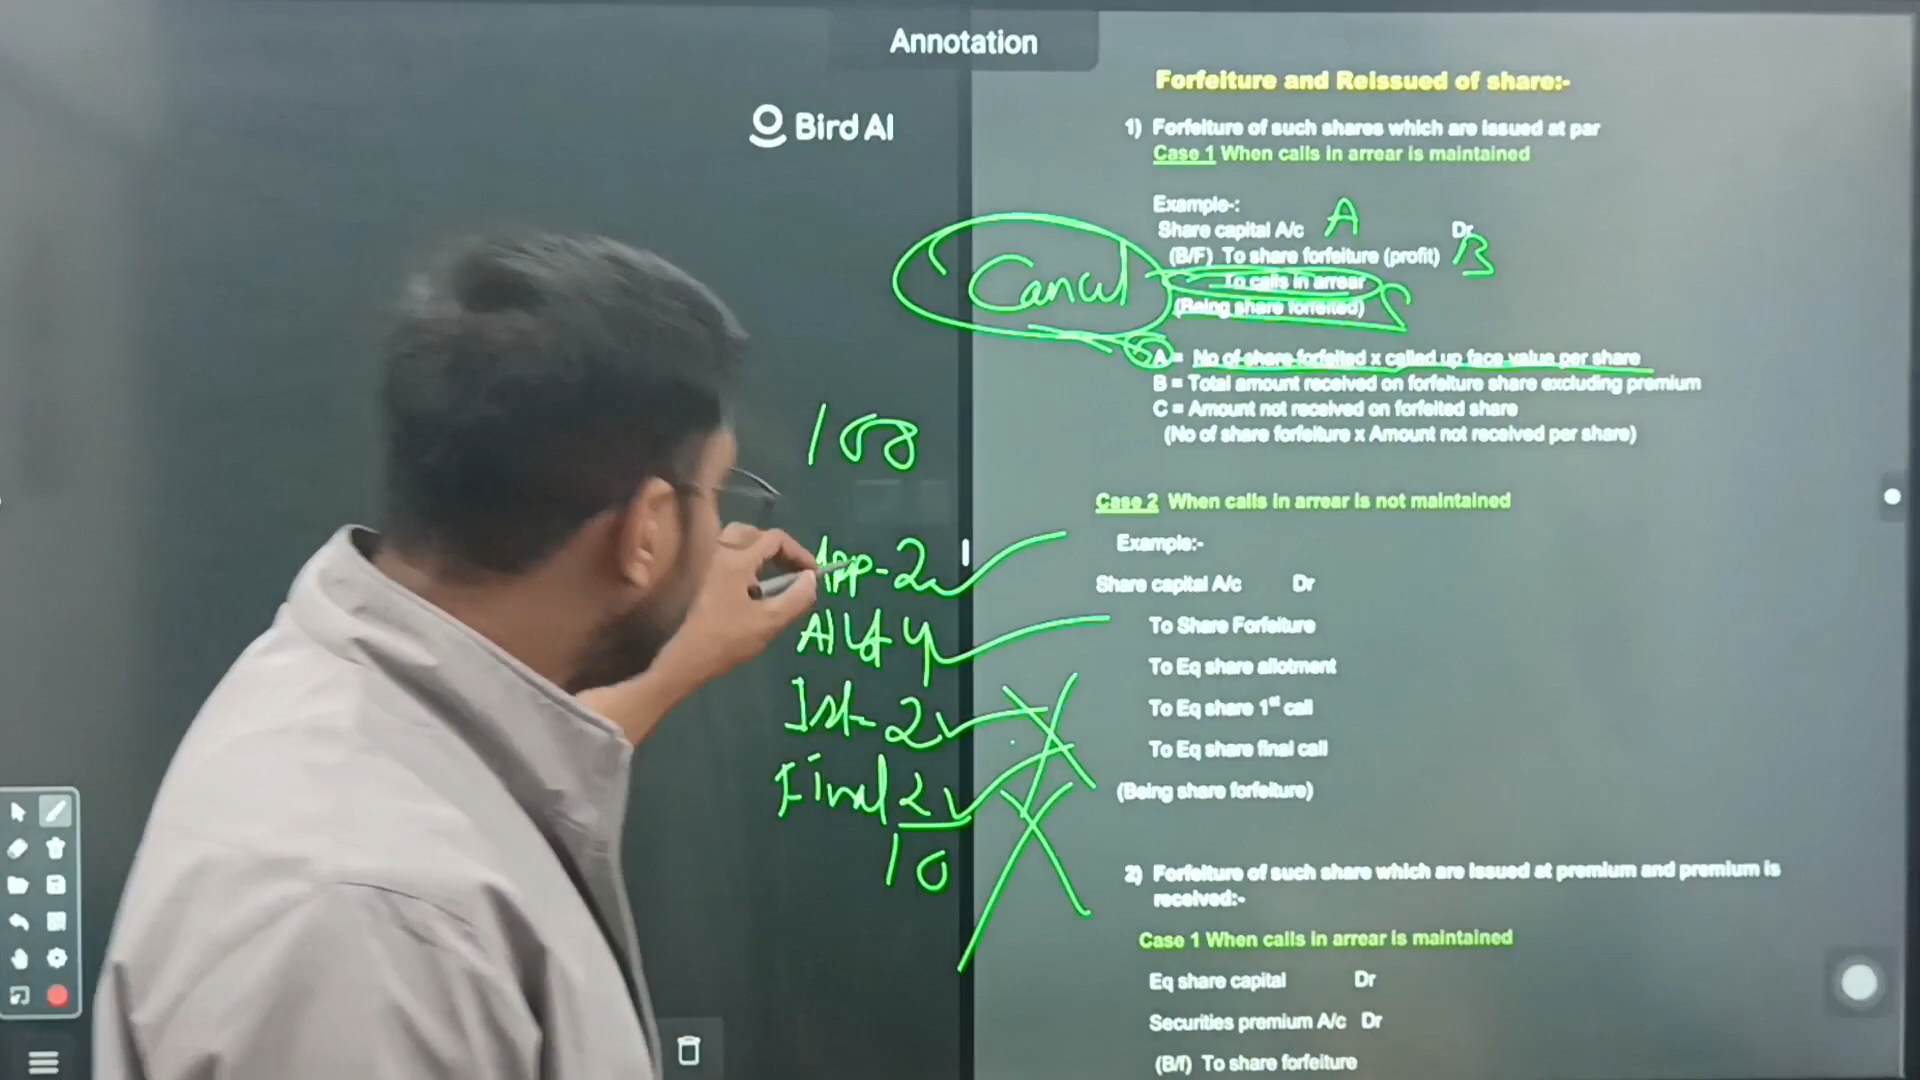 Annotation
Bird AI
Forfeiture and Reissued of share:-
1) Forfeiture of such shares which are issued at par
Case 1 When calls in arrear is maintained
Example-:
Share capital A/c A Dr
(B/F) To share forfeiture (profit) B
To calls in arrear C
(Being share forfeited)
Cancel
A = No of share forfeited x called up face value per share
B = Total amount received on forfeiture share excluding premium
C = Amount not received on forfeited share
(No of share forfeiture x Amount not received per share)
100
App-2
Allot 4
Ist- 2
Final 2
10
Case 2 When calls in arrear is not maintained
Example:-
Share capital A/c Dr
To Share Forfeiture
To Eq share allotment
To Eq share 1st call
To Eq share final call
(Being share forfeiture)
2) Forfeiture of such share which are issued at premium and premium is
received:-
Case 1 When calls in arrear is maintained
Eq share capital Dr
Securities premium A/c Dr
(B/f) To share forfeiture